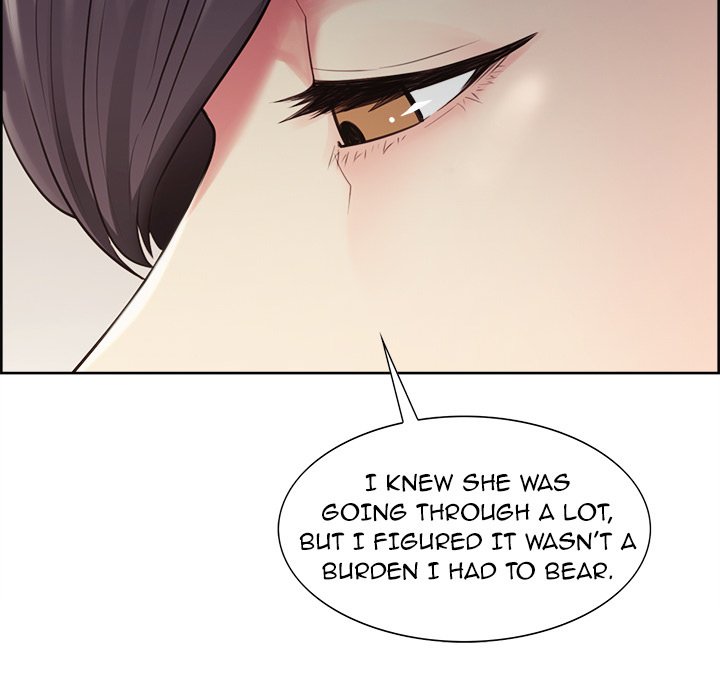 I KNEW SHE WAS
GOING THROUGH A LOT,
BUT I FIGURED IT WASN'T A
BURDEN I HAD TO BEAR.